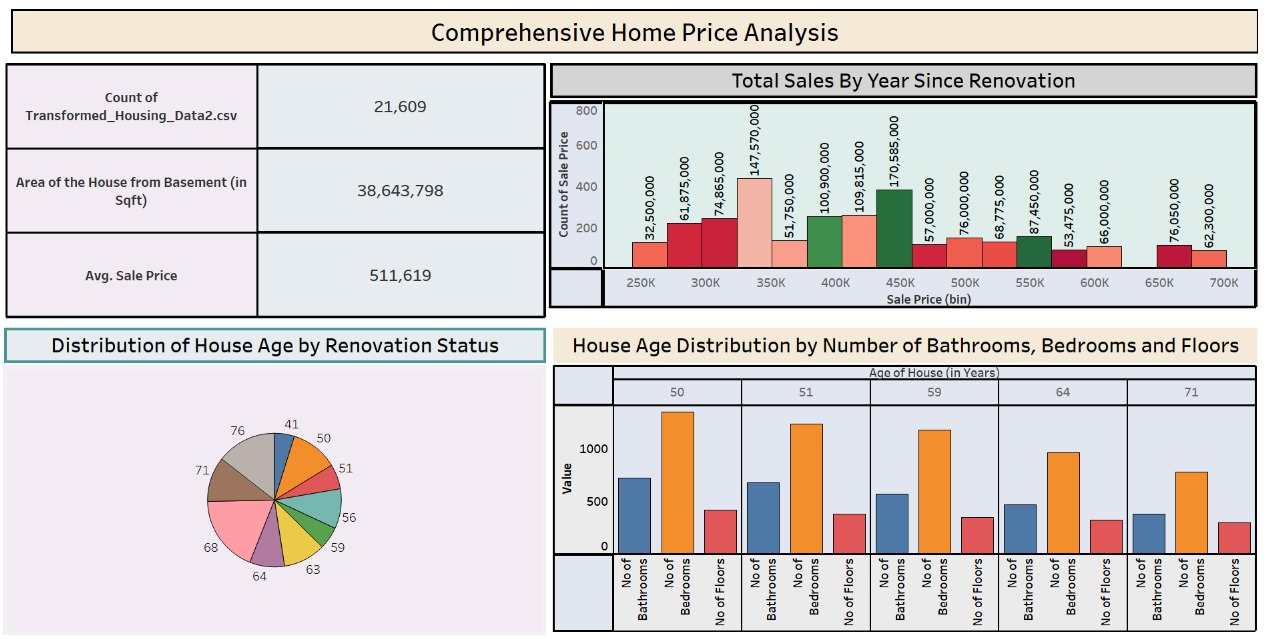 Comprehensive Home Price Analysis
Count of
Transformed_Housing_Data2.csv
21,609
Area of the House from Basement (in
Sqft)
38,643,798
Avg. Sale Price
511,619
Total Sales By Year Since Renovation
Count of Sale Price
800
600
400
200
0
32,500,000
61,875,000
74,865,000
147,570,000
51,750,000
100,900,000
109,815,000
170,585,000
57,000,000
76,000,000
68,775,000
87,450,000
53,475,000
66,000,000
76,050,000
62,300,000
250K 300K 350K 400K 450K 500K 550K 600K 650K 700K
Sale Price (bin)
Distribution of House Age by Renovation Status
41
50
51
56
59
63
64
68
71
76
House Age Distribution by Number of Bathrooms, Bedrooms and Floors
Age of House (in Years)
50 51 59 64 71
Value
1000
500
0
No of
Bathrooms
No of
Bedrooms
No of Floors
No of
Bathrooms
No of
Bedrooms
No of Floors
No of
Bathrooms
No of
Bedrooms
No of Floors
No of
Bathrooms
No of
Bedrooms
No of Floors
No of
Bathrooms
No of
Bedrooms
No of Floors